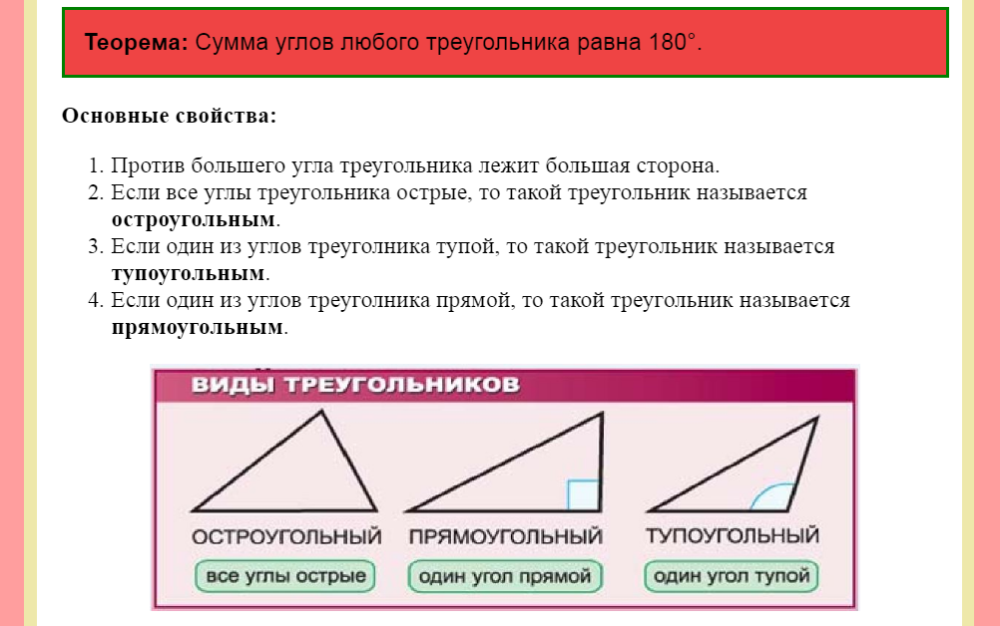 Теорема: Сумма углов любого треугольника равна 180°.
Основные свойства:
1. Против большего угла треугольника лежит большая сторона.
2. Если все углы треугольника острые, то такой треугольник называется
остроугольным.
3. Если один из углов треуголника тупой, то такой треугольник называется
тупоугольным.
4. Если один из углов треуголника прямой, то такой треугольник называется
прямоугольным.
ВИДЫ ТРЕУГОЛЬНИКОВ
ОСТРОУГОЛЬНЫЙ ПРЯМОУГОЛЬНЫЙ ТУПОУГОЛЬНЫЙ
все углы острые один угол прямой один угол тупой